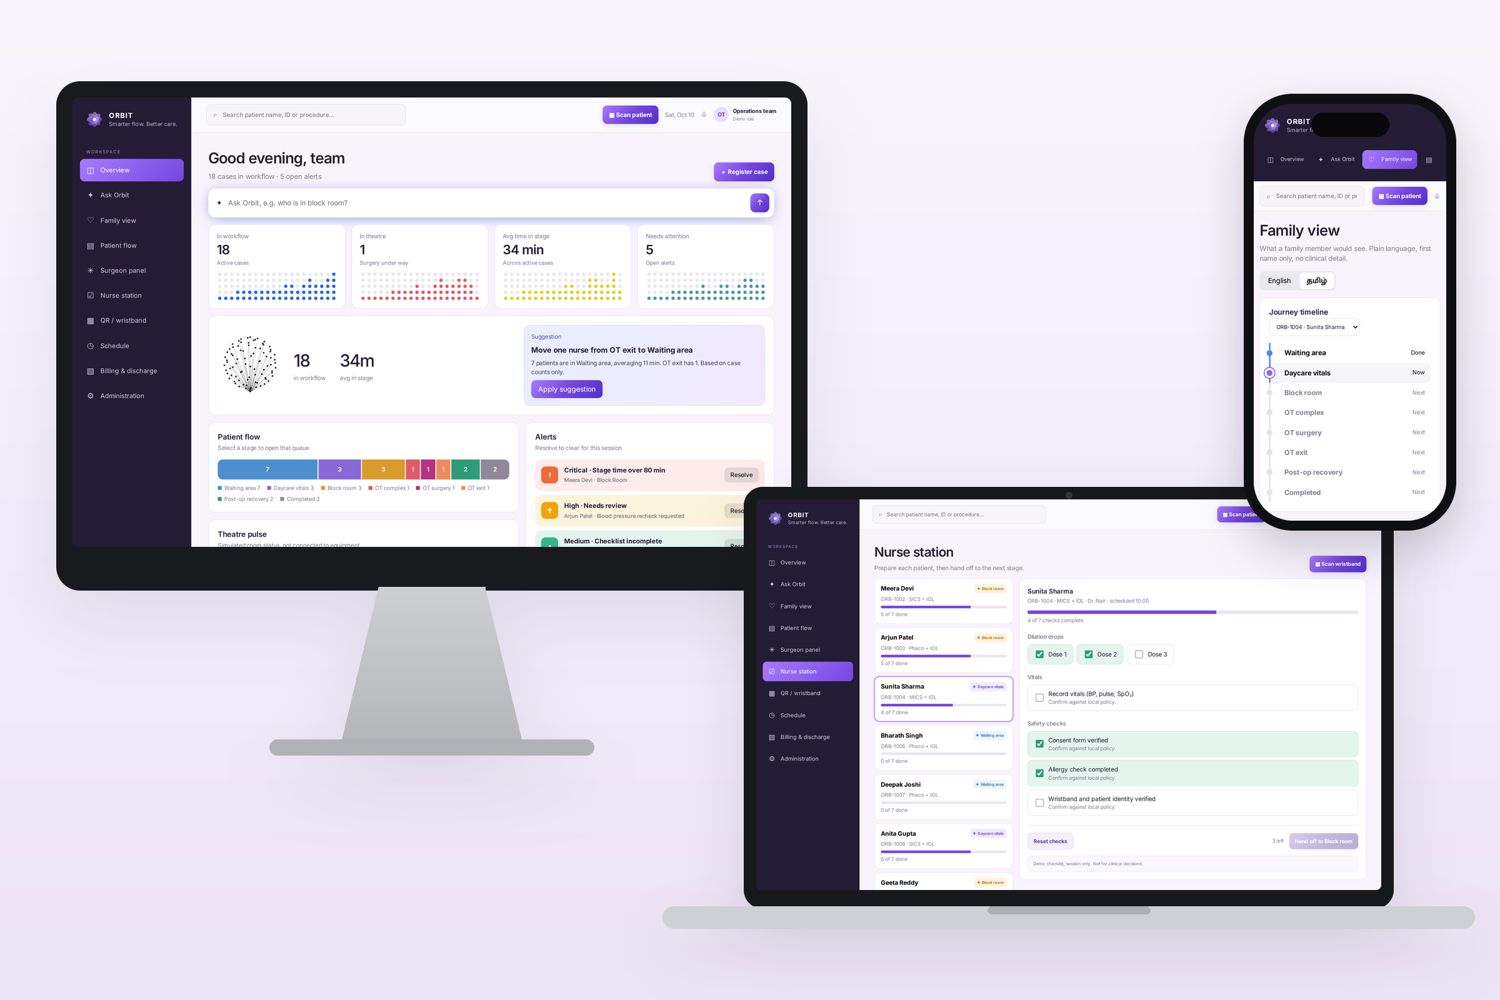 ORBIT
Smarter flow. Better care.
WORKSPACE
Overview
Ask Orbit
Family view
Patient flow
Surgeon panel
Nurse station
QR / wristband
Schedule
Billing & discharge
Administration
Search patient name, ID or procedure...
Scan patient
Sat, Oct 10
OT
Operations team
Demo role
Good evening, team
18 cases in workflow · 5 open alerts
+ Register case
Ask Orbit, e.g. who is in block room?
In workflow
18
Active cases
In theatre
1
Surgery under way
Avg time in stage
34 min
Across active cases
Needs attention
5
Open alerts
18
in workflow
34m
avg in stage
Suggestion
Move one nurse from OT exit to Waiting area
7 patients are in Waiting area, averaging 11 min. OT exit has 1. Based on case
counts only.
Apply suggestion
Patient flow
Select a stage to open that queue
7 3 3 1 1 1 2 2
Waiting area 7 Daycare vitals 3 Block room 3 OT complex 1 OT surgery 1 OT exit 1
Post-op recovery 2 Completed 2
Theatre pulse
Simulated room status, not connected to equipment
Alerts
Resolve to clear for this session
Critical · Stage time over 80 min
Meera Devi · Block Room
Resolve
High · Needs review
Arjun Patel · Blood pressure recheck requested
Medium · Checklist incomplete
ORBIT
Smarter flow. Better care.
WORKSPACE
Overview
Ask Orbit
Family view
Patient flow
Surgeon panel
Nurse station
QR / wristband
Schedule
Billing & discharge
Administration
Search patient name, ID or procedure...
Nurse station
Prepare each patient, then hand off to the next stage.
Scan wristband
Meera Devi
Block room
ORB-1002 · SICS + IOL
5 of 7 done
Arjun Patel
Block room
ORB-1003 · Phaco + IOL
5 of 7 done
Sunita Sharma
Daycare vitals
ORB-1004 · MICS + IOL
4 of 7 done
Bharath Singh
Waiting area
ORB-1006 · Phaco + IOL
0 of 7 done
Deepak Joshi
Waiting area
ORB-1007 · Phaco + IOL
0 of 7 done
Anita Gupta
Daycare vitals
ORB-1008 · SICS + IOL
5 of 7 done
Geeta Reddy
Block room
Sunita Sharma
ORB-1004 · MICS + IOL · Dr. Nair · scheduled 10:00
4 of 7 checks complete
Dilation drops
Dose 1
Dose 2
Dose 3
Vitals
Record vitals (BP, pulse, SpO₂)
Confirm against local policy.
Safety checks
Consent form verified
Confirm against local policy.
Allergy check completed
Confirm against local policy.
Wristband and patient identity verified
Confirm against local policy.
Reset checks
3 left
Hand off to Block room
Demo checklist, session only. Not for clinical decisions.
ORBIT
Overview
Ask Orbit
Family view
Search patient name, ID or pr
Scan patient
Family view
What a family member would see. Plain language, first
name only, no clinical detail.
English
தமிழ்
Journey timeline
ORB-1004 · Sunita Sharma
Waiting area Done
Daycare vitals Now
Block room Next
OT complex Next
OT surgery Next
OT exit Next
Post-op recovery Next
Completed Next